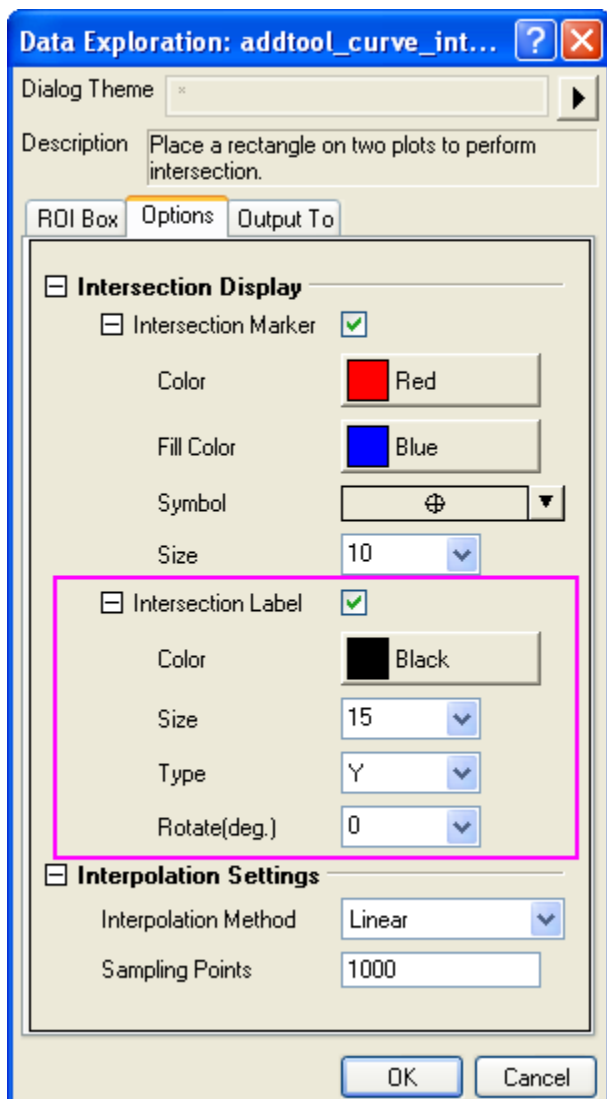 Data Exploration: addtool_curve_int...
Dialog Theme *
Description Place a rectangle on two plots to perform
intersection.
ROI Box Options Output To
Intersection Display
Intersection Marker
Color Red
Fill Color Blue
Symbol
Size 10
Intersection Label
Color Black
Size 15
Type Y
Rotate(deg.) 0
Interpolation Settings
Interpolation Method Linear
Sampling Points 1000
OK Cancel